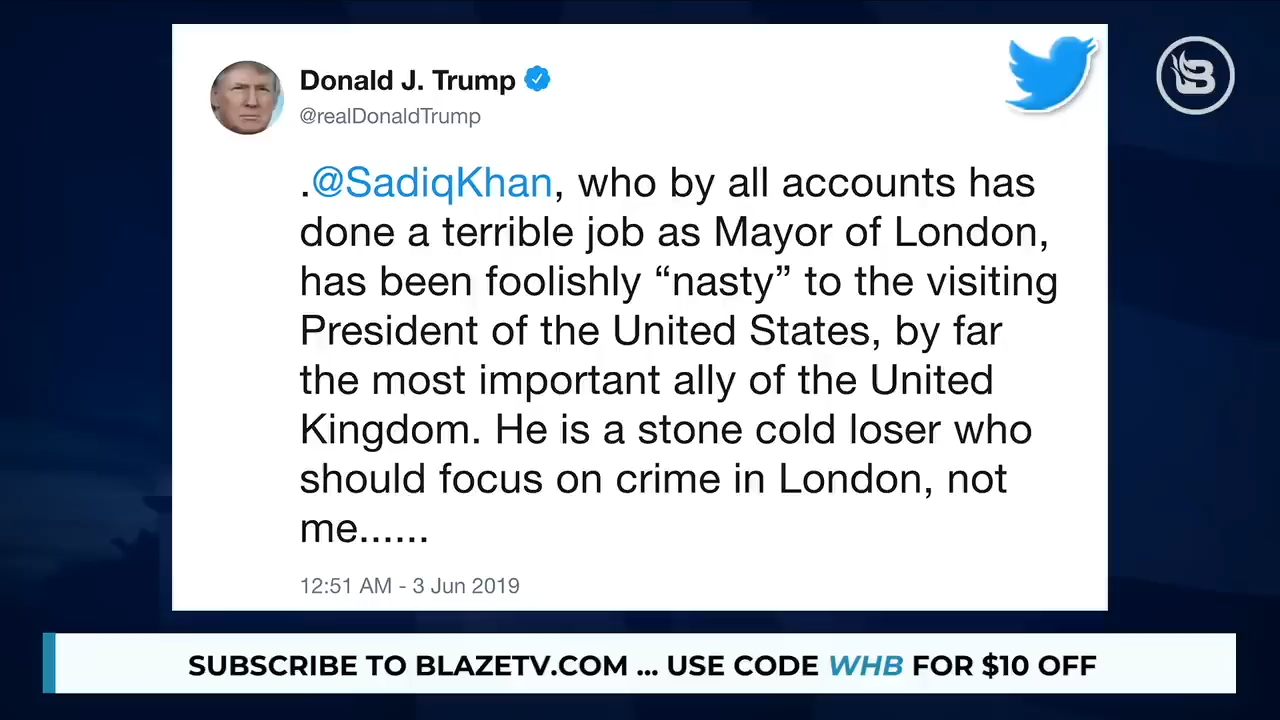 Donald J. Trump
@realDonaldTrump
.@SadiqKhan, who by all accounts has
done a terrible job as Mayor of London,
has been foolishly “nasty” to the visiting
President of the United States, by far
the most important ally of the United
Kingdom. He is a stone cold loser who
should focus on crime in London, not
me......
12:51 AM - 3 Jun 2019
B
SUBSCRIBE TO BLAZETV.COM ... USE CODE WHB FOR $10 OFF